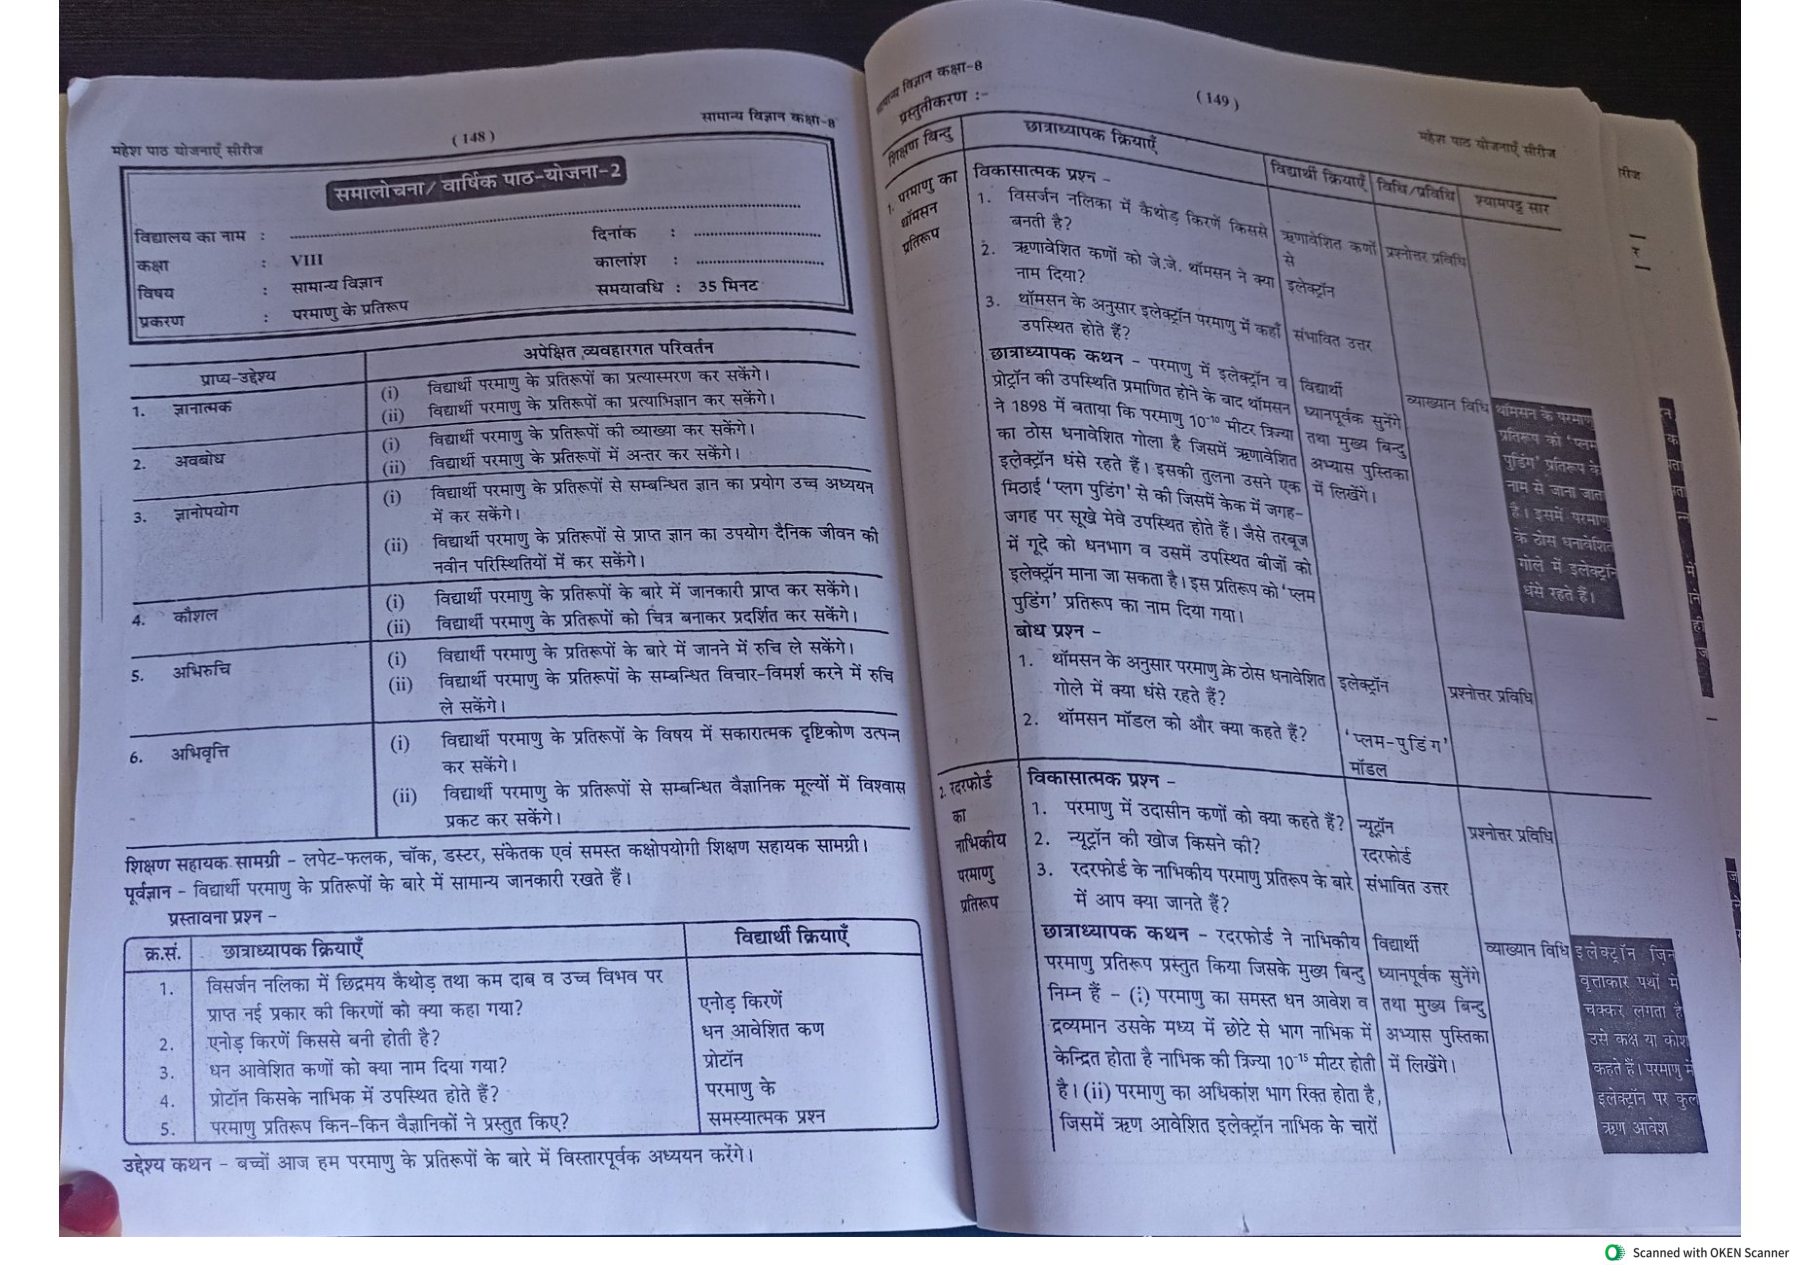 महेश पाठ योजनाएँ सीरीज
( 148 )
सामान्य विज्ञान कक्षा-8
समालोचना/ वार्षिक पाठ-योजना-2
विद्यालय का नाम :
दिनांक :
कक्षा : VIII
कालांश :
विषय : सामान्य विज्ञान
समयावधि : 35 मिनट
प्रकरण : परमाणु के प्रतिरूप
प्राप्य-उद्देश्य
अपेक्षित व्यवहारगत परिवर्तन
1. ज्ञानात्मक
(i) विद्यार्थी परमाणु के प्रतिरूपों का प्रत्यास्मरण कर सकेंगे।
(ii) विद्यार्थी परमाणु के प्रतिरूपों का प्रत्याभिज्ञान कर सकेंगे।
2. अवबोध
(i) विद्यार्थी परमाणु के प्रतिरूपों की व्याख्या कर सकेंगे।
(ii) विद्यार्थी परमाणु के प्रतिरूपों में अन्तर कर सकेंगे।
3. ज्ञानोपयोग
(i) विद्यार्थी परमाणु के प्रतिरूपों से सम्बन्धित ज्ञान का प्रयोग उच्च अध्ययन
में कर सकेंगे।
(ii) विद्यार्थी परमाणु के प्रतिरूपों से प्राप्त ज्ञान का उपयोग दैनिक जीवन की
नवीन परिस्थितियों में कर सकेंगे।
4. कौशल
(i) विद्यार्थी परमाणु के प्रतिरूपों के बारे में जानकारी प्राप्त कर सकेंगे।
(ii) विद्यार्थी परमाणु के प्रतिरूपों को चित्र बनाकर प्रदर्शित कर सकेंगे।
5. अभिरुचि
(i) विद्यार्थी परमाणु के प्रतिरूपों के बारे में जानने में रुचि ले सकेंगे।
(ii) विद्यार्थी परमाणु के प्रतिरूपों के सम्बन्धित विचार-विमर्श करने में रुचि
ले सकेंगे।
6. अभिवृत्ति
(i) विद्यार्थी परमाणु के प्रतिरूपों के विषय में सकारात्मक दृष्टिकोण उत्पन्न
कर सकेंगे।
(ii) विद्यार्थी परमाणु के प्रतिरूपों से सम्बन्धित वैज्ञानिक मूल्यों में विश्वास
प्रकट कर सकेंगे।
शिक्षण सहायक सामग्री – लपेट-फलक, चॉक, डस्टर, संकेतक एवं समस्त कक्षोपयोगी शिक्षण सहायक सामग्री।
पूर्वज्ञान – विद्यार्थी परमाणु के प्रतिरूपों के बारे में सामान्य जानकारी रखते हैं।
प्रस्तावना प्रश्न –
क्र.सं.
छात्राध्यापक क्रियाएँ
विद्यार्थी क्रियाएँ
1. विसर्जन नलिका में छिद्रमय कैथोड़ तथा कम दाब व उच्च विभव पर
प्राप्त नई प्रकार की किरणों को क्या कहा गया?
एनोड़ किरणें
2. एनोड़ किरणें किससे बनी होती है?
धन आवेशित कण
3. धन आवेशित कणों को क्या नाम दिया गया?
प्रोटॉन
4. प्रोटॉन किसके नाभिक में उपस्थित होते हैं?
परमाणु के
5. परमाणु प्रतिरूप किन-किन वैज्ञानिकों ने प्रस्तुत किए?
समस्यात्मक प्रश्न
उद्देश्य कथन – बच्चों आज हम परमाणु के प्रतिरूपों के बारे में विस्तारपूर्वक अध्ययन करेंगे।
विज्ञान कक्षा-8
( 149 )
महेश पाठ योजनाएँ सीरीज
प्रस्तुतीकरण :-
शिक्षण बिन्दु
छात्राध्यापक क्रियाएँ
विद्यार्थी क्रियाएँ
विधि/प्रविधि
श्यामपट्ट सार
1. परमाणु का
थॉमसन
प्रतिरूप
विकासात्मक प्रश्न –
1. विसर्जन नलिका में कैथोड़ किरणें किससे
बनती है?
ऋणावेशित कणों
से
प्रश्नोत्तर प्रविधि
2. ऋणावेशित कणों को जे.जे. थॉमसन ने क्या
नाम दिया?
इलेक्ट्रॉन
3. थॉमसन के अनुसार इलेक्ट्रॉन परमाणु में कहाँ
उपस्थित होते हैं?
संभावित उत्तर
छात्राध्यापक कथन – परमाणु में इलेक्ट्रॉन व
प्रोट्रॉन की उपस्थिति प्रमाणित होने के बाद थॉमसन
ने 1898 में बताया कि परमाणु 10⁻¹⁰ मीटर त्रिज्या
का ठोस धनावेशित गोला है जिसमें ऋणावेशित
इलेक्ट्रॉन धंसे रहते हैं। इसकी तुलना उसने एक
मिठाई ‘प्लग पुडिंग’ से की जिसमें केक में जगह-
जगह पर सूखे मेवे उपस्थित होते हैं। जैसे तरबूज
में गूदे को धनभाग व उसमें उपस्थित बीजों को
इलेक्ट्रॉन माना जा सकता है। इस प्रतिरूप को ‘प्लम
पुडिंग’ प्रतिरूप का नाम दिया गया।
विद्यार्थी
ध्यानपूर्वक सुनेंगे
तथा मुख्य बिन्दु
अभ्यास पुस्तिका
में लिखेंगे।
व्याख्यान विधि
थॉमसन के परमाणु
प्रतिरूप को ‘प्लम
पुडिंग’ प्रतिरूप के
नाम से जाना जाता
है। इसमें परमाणु
के ठोस धनावेशित
गोले में इलेक्ट्रॉन
धंसे रहते हैं।
बोध प्रश्न –
1. थॉमसन के अनुसार परमाणु के ठोस धनावेशित
गोले में क्या धंसे रहते हैं?
इलेक्ट्रॉन
प्रश्नोत्तर प्रविधि
2. थॉमसन मॉडल को और क्या कहते हैं?
‘प्लम-पुडिंग’
मॉडल
2. रदरफोर्ड
का
नाभिकीय
परमाणु
प्रतिरूप
विकासात्मक प्रश्न –
1. परमाणु में उदासीन कणों को क्या कहते हैं?
न्यूट्रॉन
प्रश्नोत्तर प्रविधि
2. न्यूट्रॉन की खोज किसने की?
रदरफोर्ड
3. रदरफोर्ड के नाभिकीय परमाणु प्रतिरूप के बारे
में आप क्या जानते हैं?
संभावित उत्तर
छात्राध्यापक कथन – रदरफोर्ड ने नाभिकीय
परमाणु प्रतिरूप प्रस्तुत किया जिसके मुख्य बिन्दु
निम्न हैं – (i) परमाणु का समस्त धन आवेश व
द्रव्यमान उसके मध्य में छोटे से भाग नाभिक में
केन्द्रित होता है नाभिक की त्रिज्या 10⁻¹⁵ मीटर होती
है। (ii) परमाणु का अधिकांश भाग रिक्त होता है,
जिसमें ऋण आवेशित इलेक्ट्रॉन नाभिक के चारों
विद्यार्थी
ध्यानपूर्वक सुनेंगे
तथा मुख्य बिन्दु
अभ्यास पुस्तिका
में लिखेंगे।
व्याख्यान विधि
इलेक्ट्रॉन जिन
वृत्ताकार पथों में
चक्कर लगता है
उसे कक्ष या कोश
कहते हैं। परमाणु में
इलेक्ट्रॉन पर कुल
ऋण आवेश
Scanned with OKEN Scanner